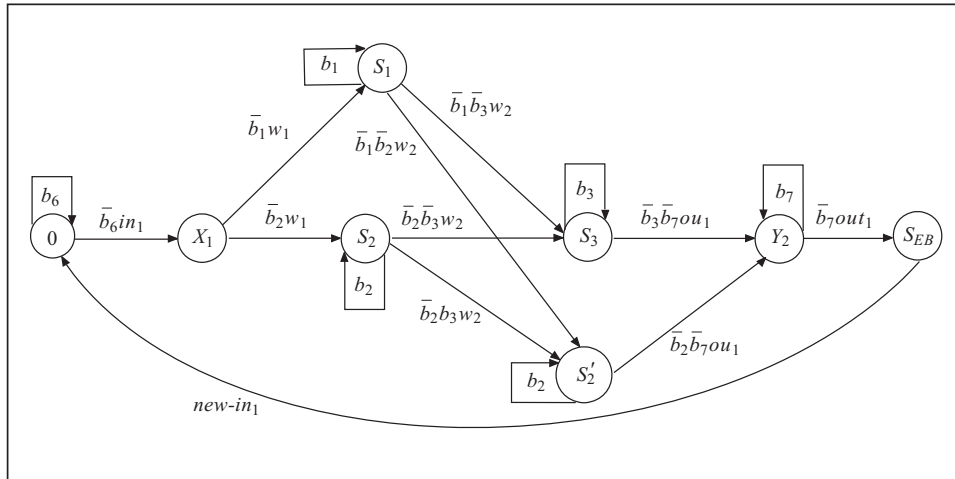 b₁ S₁
b̄₁w₁ b̄₁b̄₃w₂
b̄₁b̄₂w₂
b₆ b₃ b₇
b̄₆in₁ b̄₂w₁ b̄₂b̄₃w₂ b̄₃b̄₇ou₁ b̄₇out₁
0 X₁ S₂ S₃ Y₂ S_EB
b₂
b̄₂b₃w₂
b̄₂b̄₇ou₁
b₂ S₂′
new-in₁